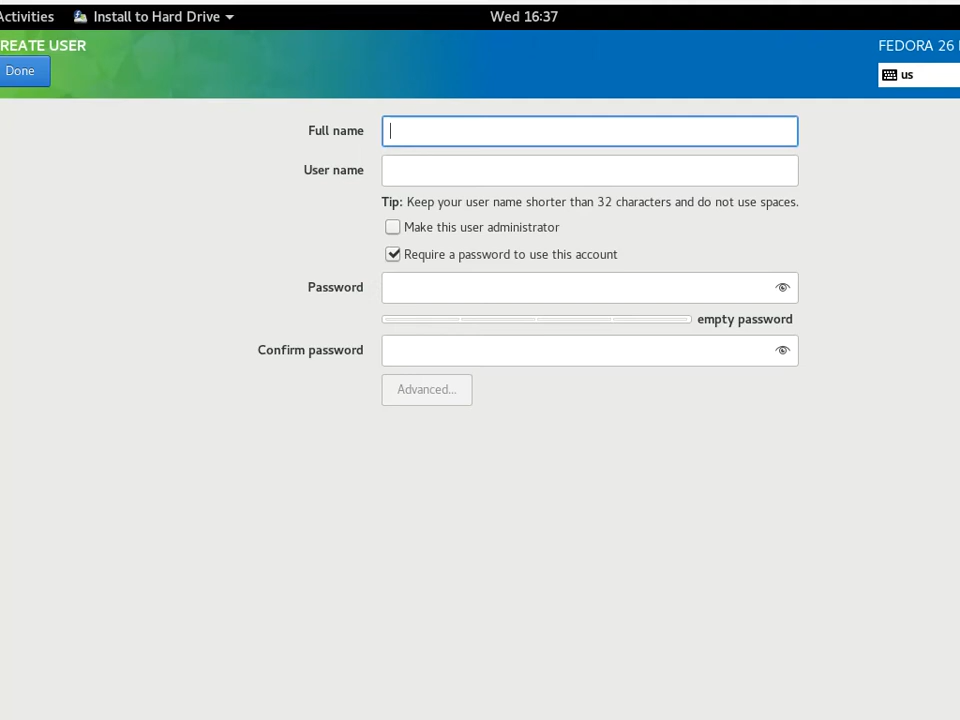 Activities Install to Hard Drive Wed 16:37
CREATE USER FEDORA 26
Done us
Full name
User name
Tip: Keep your user name shorter than 32 characters and do not use spaces.
Make this user administrator
Require a password to use this account
Password
empty password
Confirm password
Advanced...